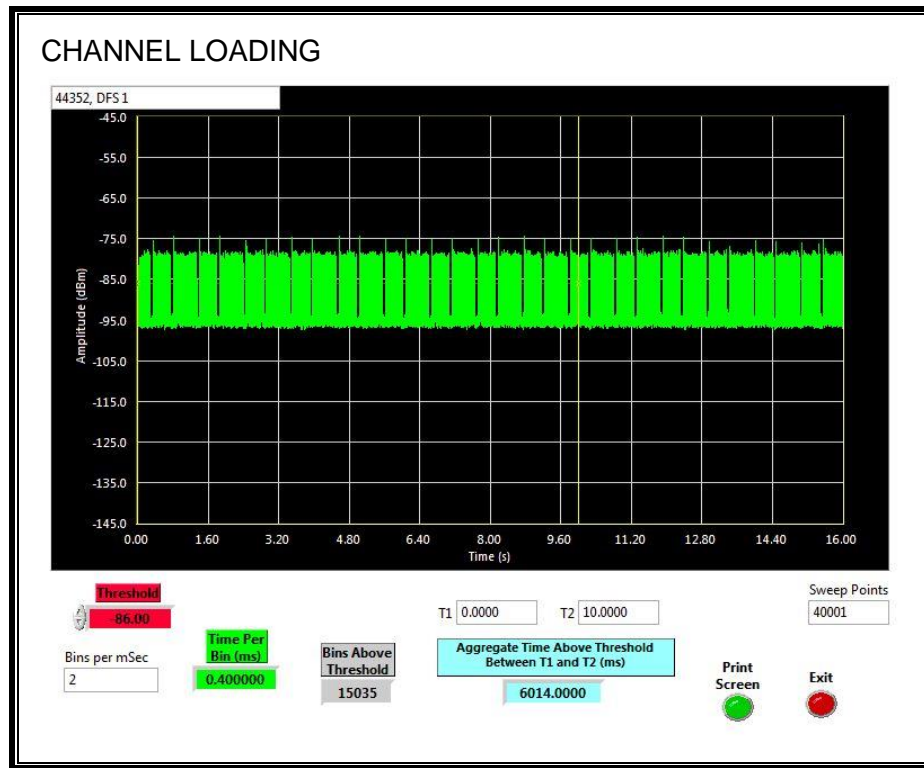 CHANNEL LOADING
44352, DFS 1
-45.0
-55.0
-65.0
-75.0
-85.0
-95.0
-105.0
-115.0
-125.0
-135.0
-145.0
Amplitude (dBm)
0.00 1.60 3.20 4.80 6.40 8.00 9.60 11.20 12.80 14.40 16.00
Time (s)
Threshold
-86.00
Bins per mSec
2
Time Per
Bin (ms)
0.400000
Bins Above
Threshold
15035
T1 0.0000 T2 10.0000
Aggregate Time Above Threshold
Between T1 and T2 (ms)
6014.0000
Sweep Points
40001
Print
Screen
Exit